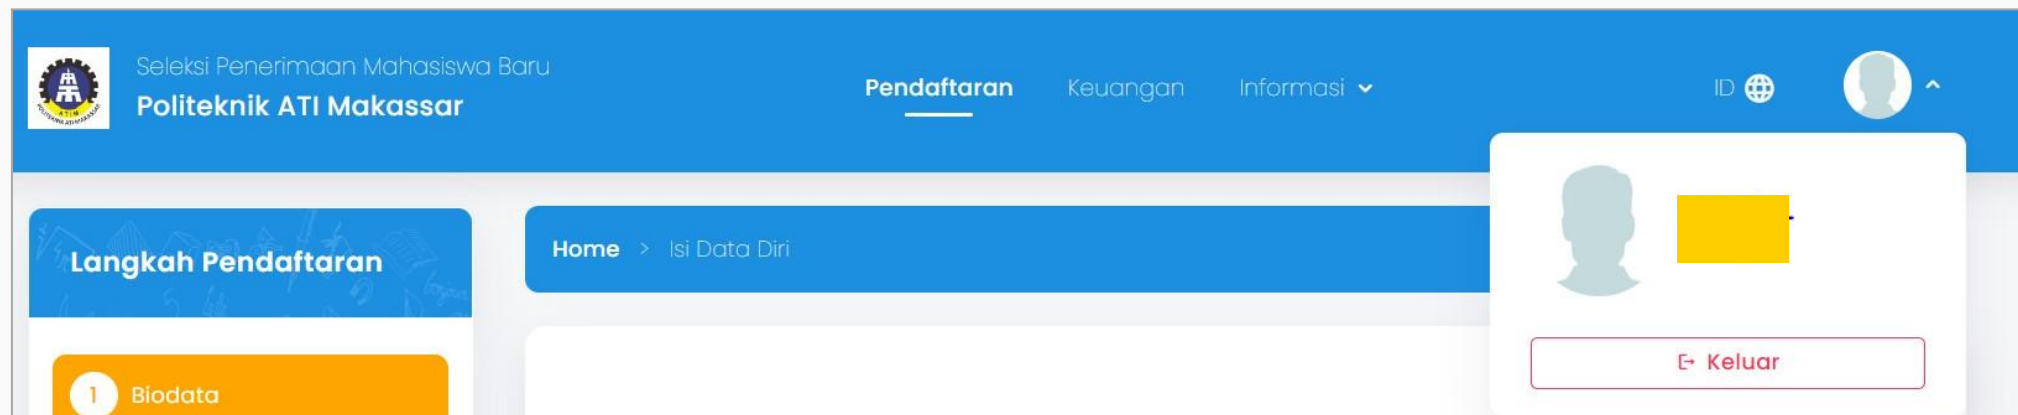 Seleksi Penerimaan Mahasiswa Baru
Politeknik ATI Makassar
Pendaftaran
Keuangan
Informasi
ID
Langkah Pendaftaran
Home > Isi Data Diri
Keluar
1 Biodata